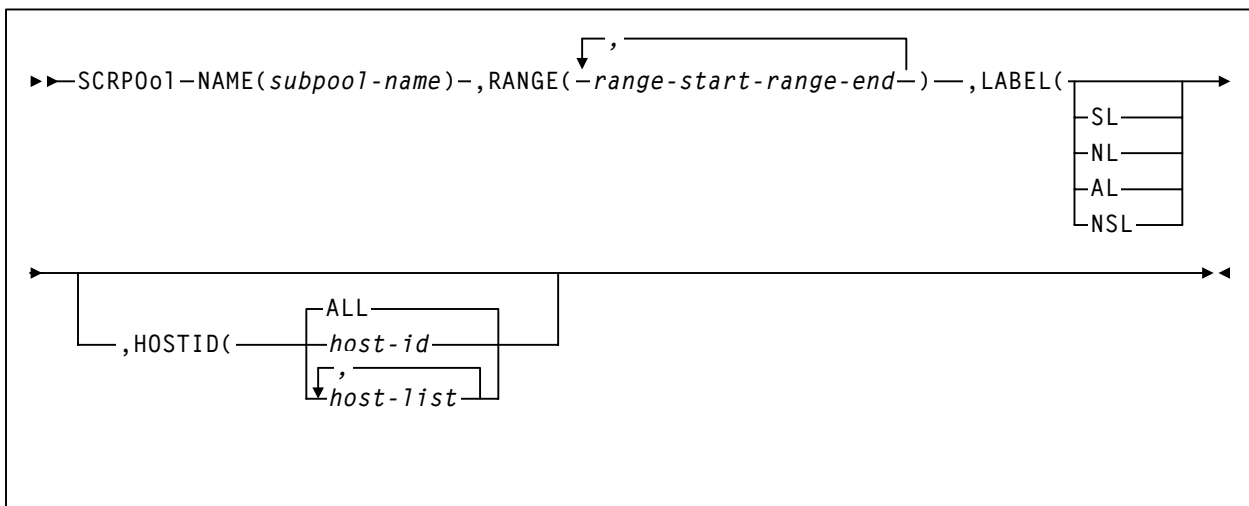 ,
SCRPOol NAME(subpool-name) ,RANGE( range-start-range-end ) ,LABEL(
SL
NL
AL
NSL
ALL
,HOSTID( host-id
,
host-list